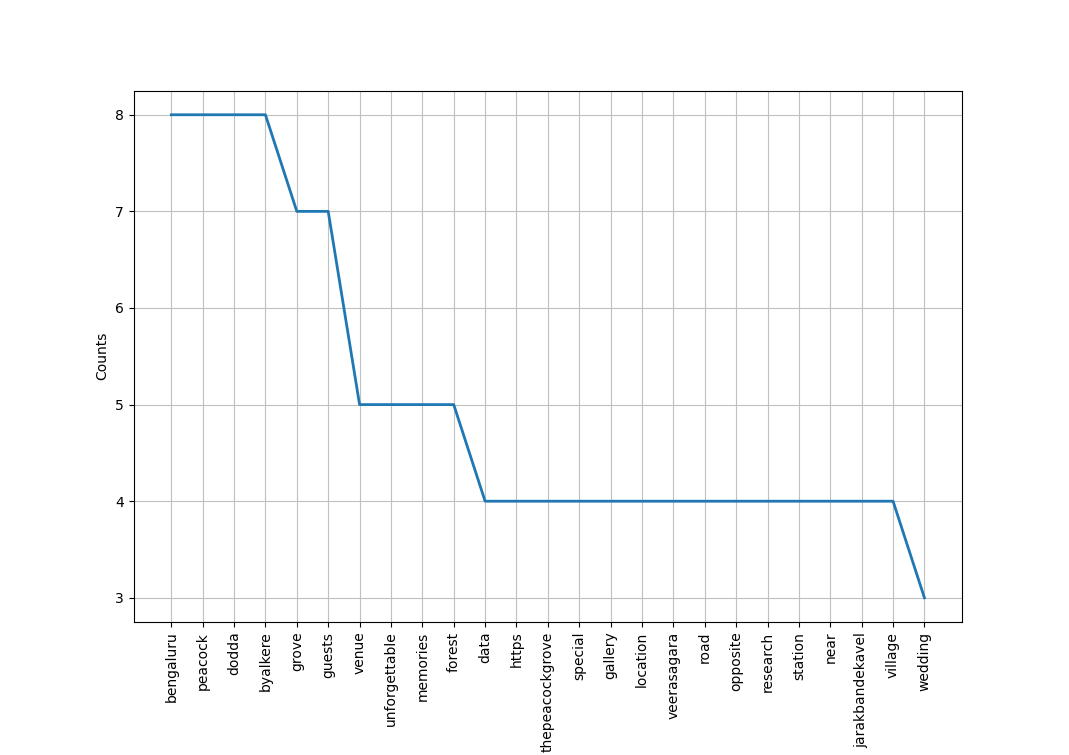 8
7
6
5
4
3
Counts
bengaluru
peacock
dodda
byalkere
grove
guests
venue
unforgettable
memories
forest
data
https
thepeacockgrove
special
gallery
location
veerasagara
road
opposite
research
station
near
jarakbandekavel
village
wedding